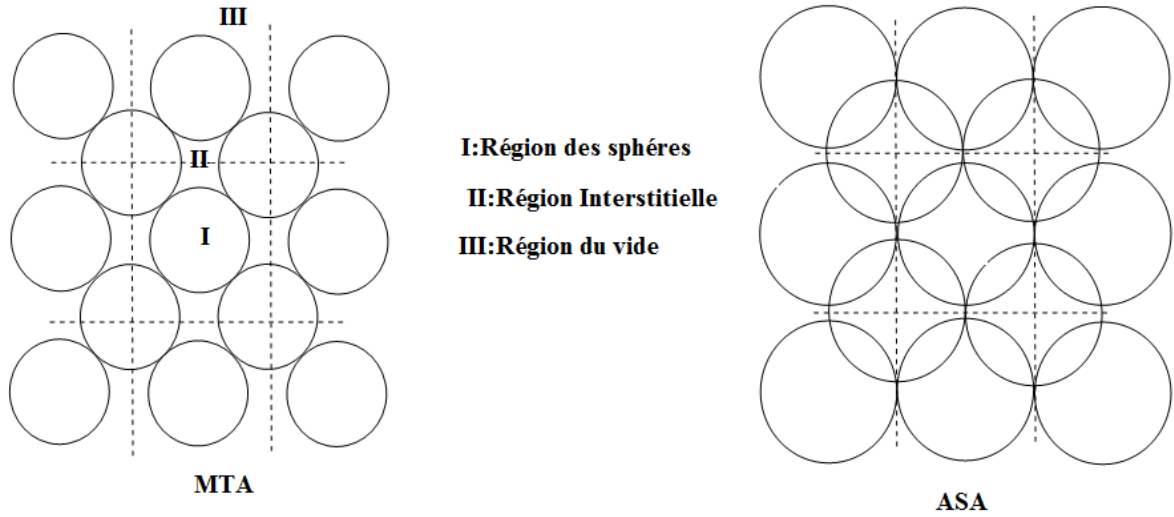 III
II
I
MTA
I:Région des sphéres
II:Région Interstitielle
III:Région du vide
ASA